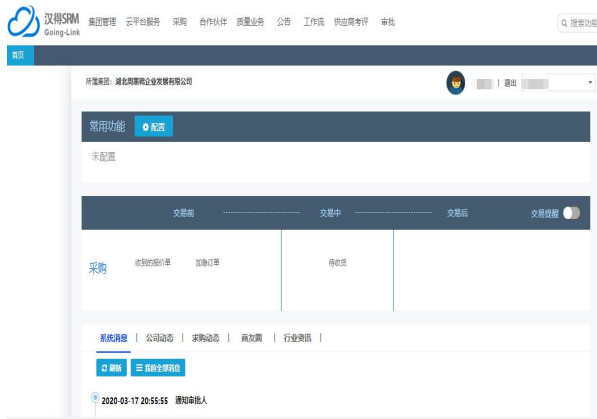 汉得SRM
Going-Link
集团管理 云平台服务 采购 合作伙伴 质量业务 公告 工作流 供应商考评 审批
搜索功能
首页
所属集团: 湖北周黑鸭企业发展有限公司
| 退出
常用功能 配置
未配置
交易前 交易中 交易后 交易提醒
采购 收到的报价单 加急订单 待收货
系统消息 | 公司动态 | 求购动态 | 商友圈 | 行业资讯 |
刷新 我的全部消息
2020-03-17 20:55:55 通知审批人